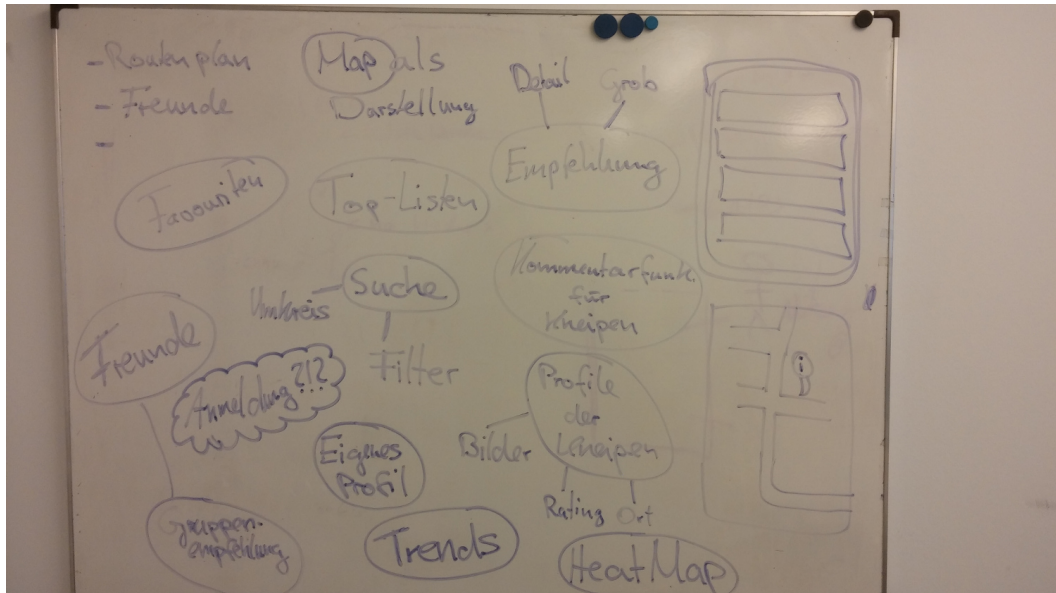 - Routenplan
- Freunde
-
Map als
Darstellung
Detail
Grob
Empfehlung
Favouriten
Top-Listen
Kommentarfunk.
für
Kneipen
Suche
Umkreis
Filter
Freunde
Anmeldung?!?
Profile
der
Kneipen
Bilder
Rating
Ort
Eigenes
Profil
Gruppen-
empfehlung
Trends
HeatMap